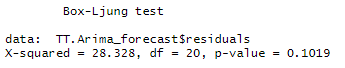 Box-Ljung test
data: TT.Arima_forecast$residuals
X-squared = 28.328, df = 20, p-value = 0.1019